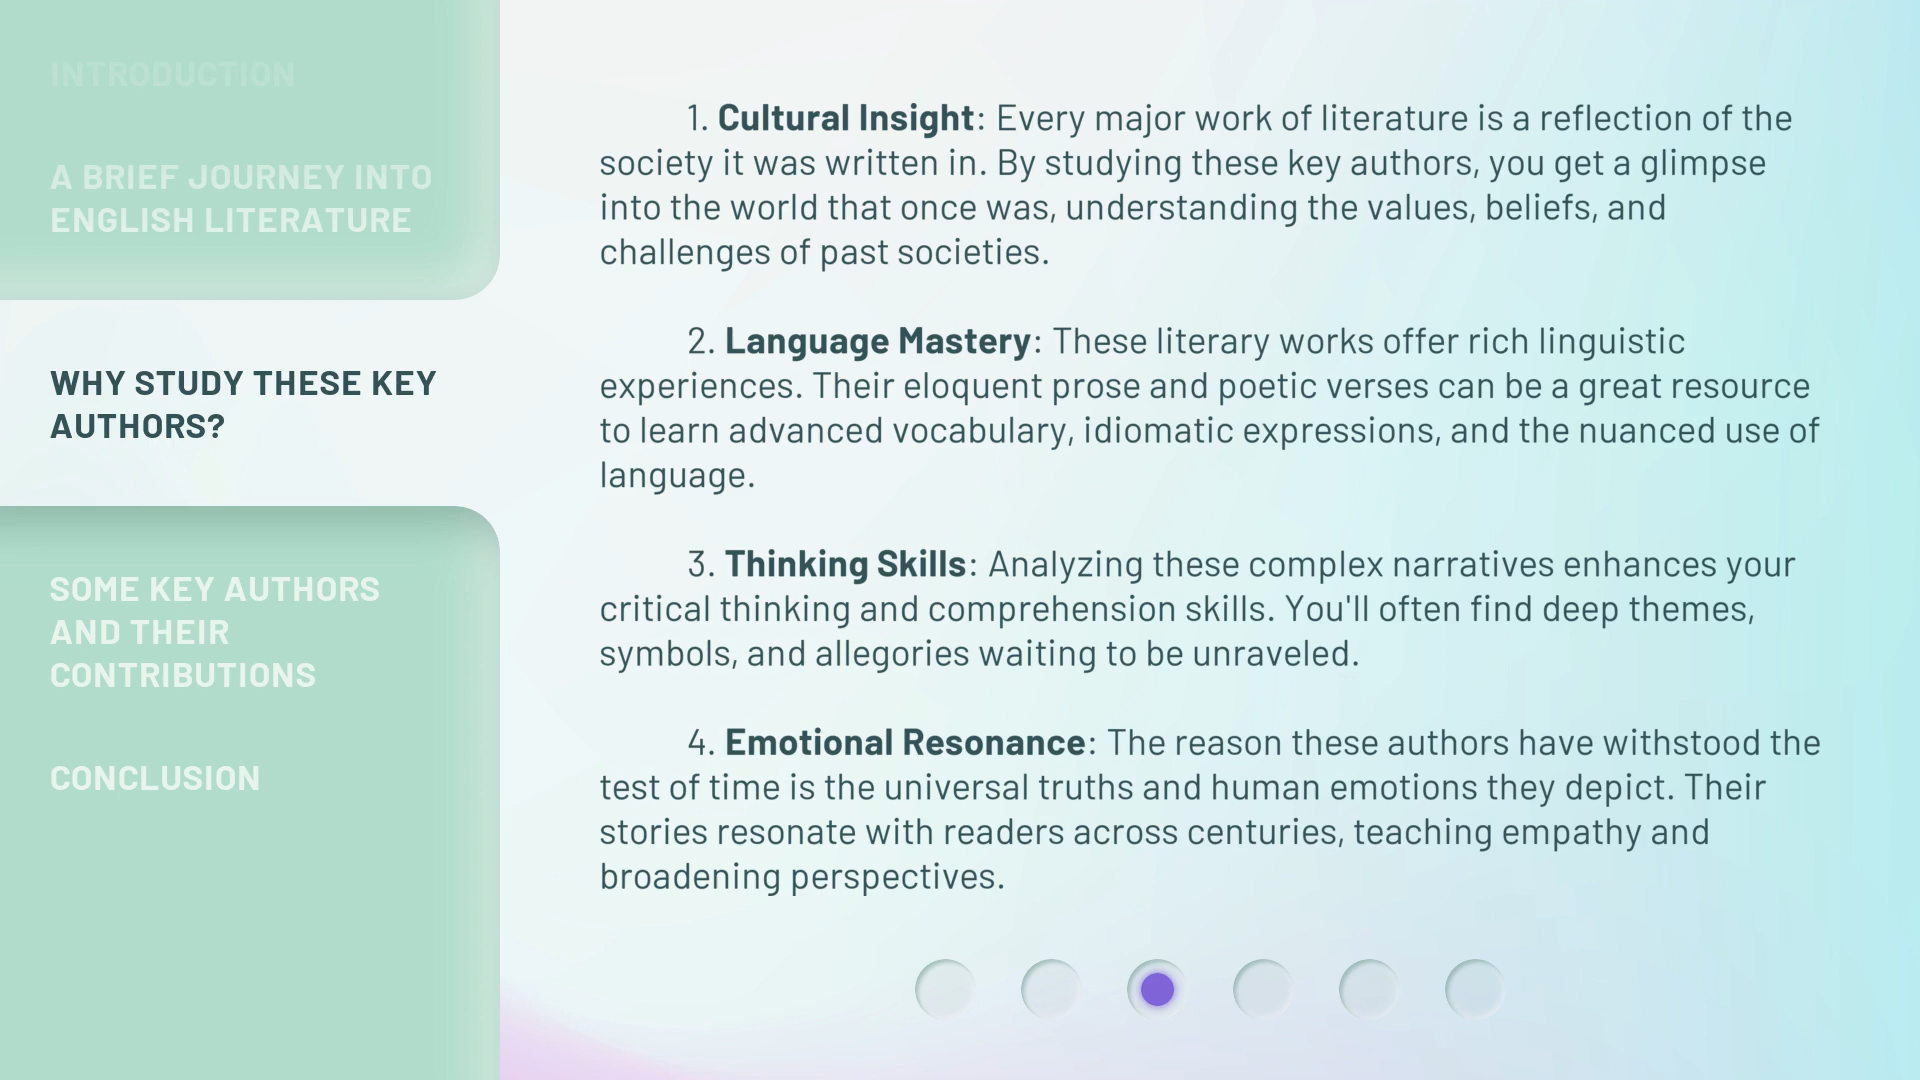 INTRODUCTION
A BRIEF JOURNEY INTO
ENGLISH LITERATURE
WHY STUDY THESE KEY
AUTHORS?
SOME KEY AUTHORS
AND THEIR
CONTRIBUTIONS
CONCLUSION
1. Cultural Insight: Every major work of literature is a reflection of the
society it was written in. By studying these key authors, you get a glimpse
into the world that once was, understanding the values, beliefs, and
challenges of past societies.
2. Language Mastery: These literary works offer rich linguistic
experiences. Their eloquent prose and poetic verses can be a great resource
to learn advanced vocabulary, idiomatic expressions, and the nuanced use of
language.
3. Thinking Skills: Analyzing these complex narratives enhances your
critical thinking and comprehension skills. You'll often find deep themes,
symbols, and allegories waiting to be unraveled.
4. Emotional Resonance: The reason these authors have withstood the
test of time is the universal truths and human emotions they depict. Their
stories resonate with readers across centuries, teaching empathy and
broadening perspectives.